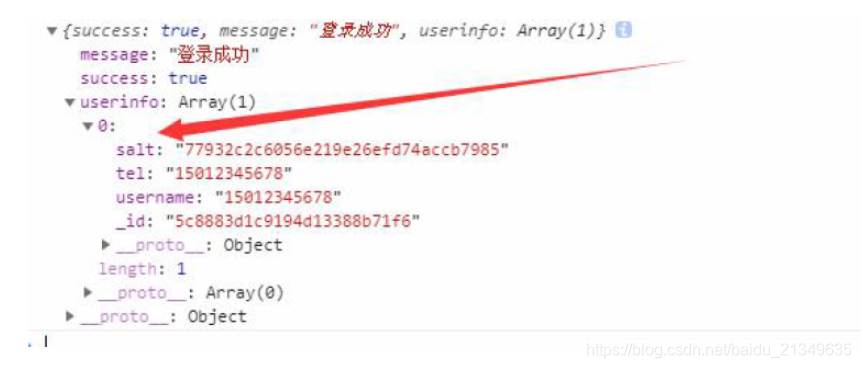 ▼{success: true, message: "登录成功", userinfo: Array(1)} i
message: "登录成功"
success: true
▼userinfo: Array(1)
▼0:
salt: "77932c2c6056e219e26efd74accb7985"
tel: "15012345678"
username: "15012345678"
_id: "5c8883d1c9194d13388b71f6"
▶__proto__: Object
length: 1
▶__proto__: Array(0)
▶__proto__: Object
https://blog.csdn.net/baidu_21349635